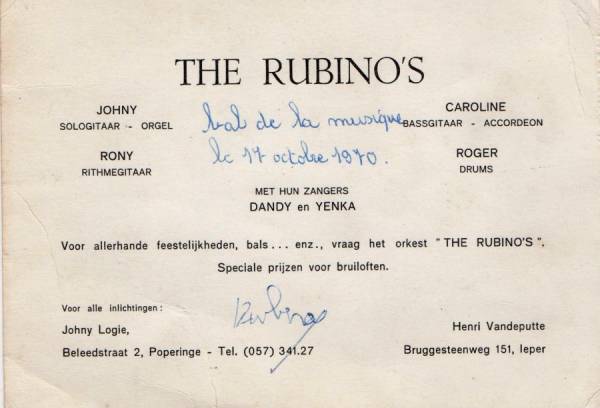 THE RUBINO'S
JOHNY
SOLOGITAAR - ORGEL
bal de la musique
CAROLINE
BASSGITAAR - ACCORDEON
RONY
RITHMEGITAAR
le 17 octobre 1970.
ROGER
DRUMS
MET HUN ZANGERS
DANDY en YENKA
Voor allerhande feestelijkheden, bals... enz., vraag het orkest "THE RUBINO'S".
Speciale prijzen voor bruiloften.
Voor alle inlichtingen:
Rubino
Johny Logie,
Henri Vandeputte
Beleedstraat 2, Poperinge - Tel. (057) 341.27
Bruggesteenweg 151, Ieper